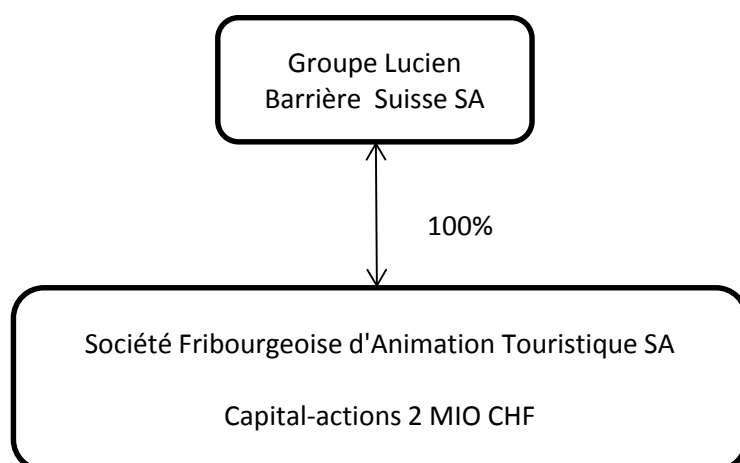 Groupe Lucien
Barrière Suisse SA
100%
Société Fribourgeoise d'Animation Touristique SA
Capital-actions 2 MIO CHF